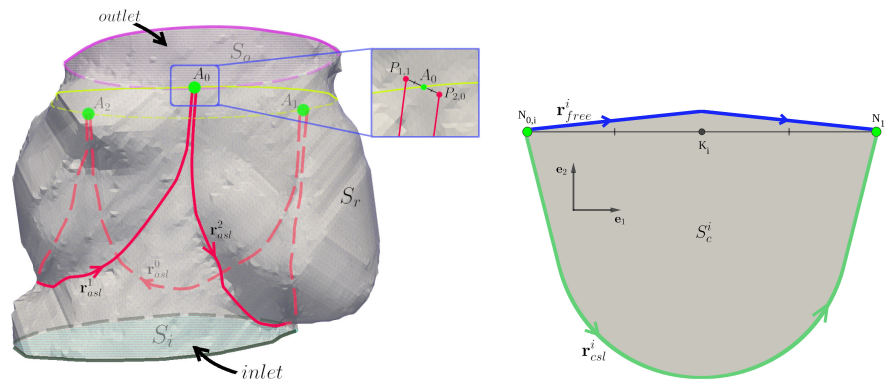 outlet
S_o
A_0
A_2
A_1
P_{1,1}
A_0
P_{2,0}
S_r
r^2_{asl}
r^1_{asl}
r^0_{asl}
S_i
inlet
r^i_{free}
N_{0,i}
N_1
K_i
e_2
e_1
S^i_c
r^i_{csl}